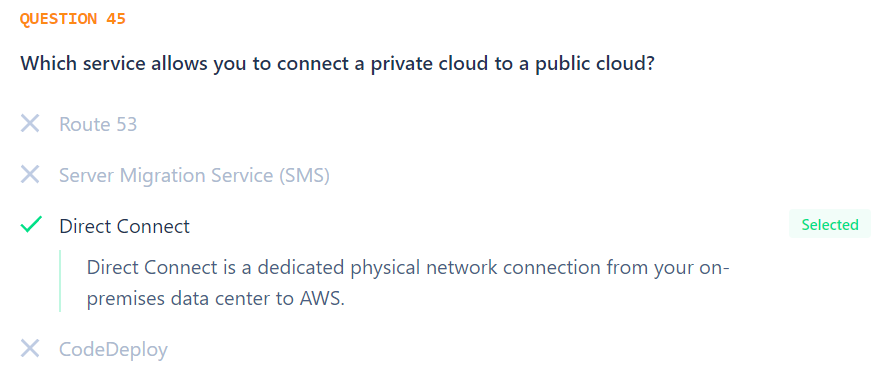 QUESTION 45
Which service allows you to connect a private cloud to a public cloud?
Route 53
Server Migration Service (SMS)
Direct Connect
Selected
Direct Connect is a dedicated physical network connection from your on-
premises data center to AWS.
CodeDeploy